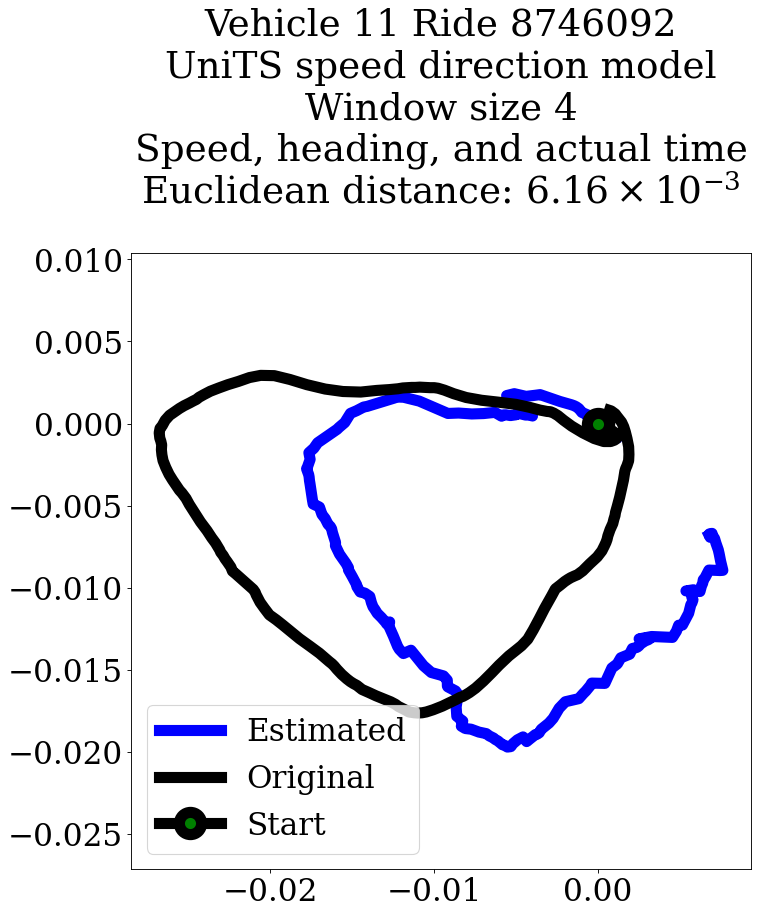 Vehicle 11 Ride 8746092
UniTS speed direction model
Window size 4
Speed, heading, and actual time
Euclidean distance: 6.16 × 10⁻³
0.010
0.005
0.000
−0.005
−0.010
−0.015
−0.020
−0.025
Estimated
Original
Start
−0.02 −0.01 0.00